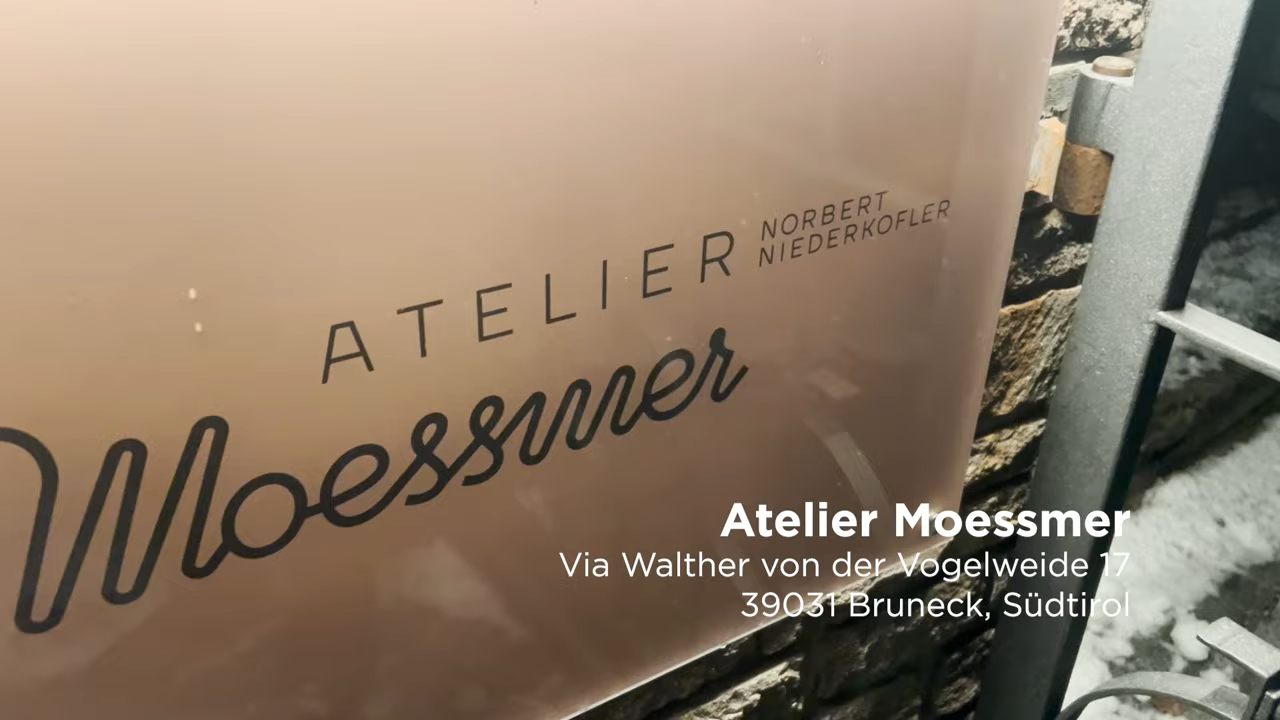 ATELIER NORBERT
NIEDERKOFLER
Moessmer
Atelier Moessmer
Via Walther von der Vogelweide 17
39031 Bruneck, Südtirol